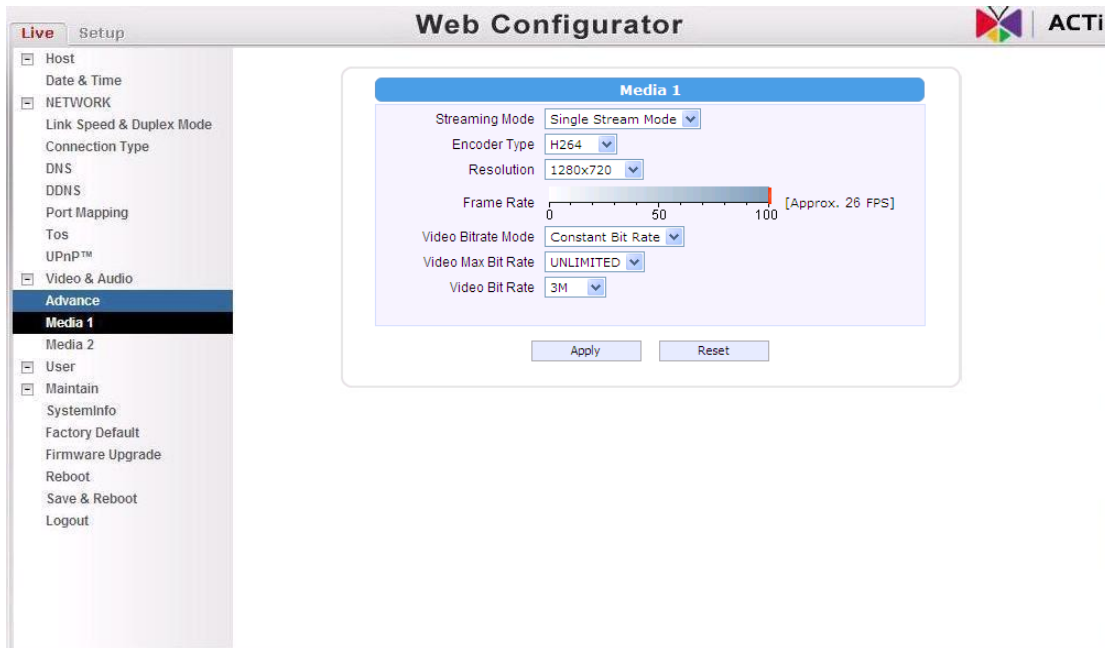 Live Setup
Web Configurator
ACTi
Host
Date & Time
NETWORK
Link Speed & Duplex Mode
Connection Type
DNS
DDNS
Port Mapping
Tos
UPnP™
Video & Audio
Advance
Media 1
Media 2
User
Maintain
SystemInfo
Factory Default
Firmware Upgrade
Reboot
Save & Reboot
Logout
Media 1
Streaming Mode Single Stream Mode
Encoder Type H264
Resolution 1280x720
Frame Rate [Approx. 26 FPS]
0 50 100
Video Bitrate Mode Constant Bit Rate
Video Max Bit Rate UNLIMITED
Video Bit Rate 3M
Apply Reset